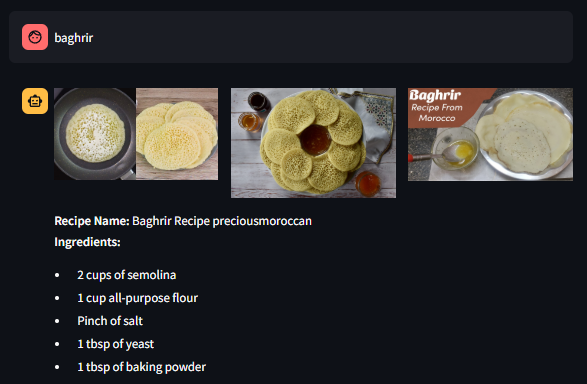 baghrir
Baghrir
Recipe From
Morocco
Recipe Name: Baghrir Recipe preciousmoroccan
Ingredients:
2 cups of semolina
1 cup all-purpose flour
Pinch of salt
1 tbsp of yeast
1 tbsp of baking powder